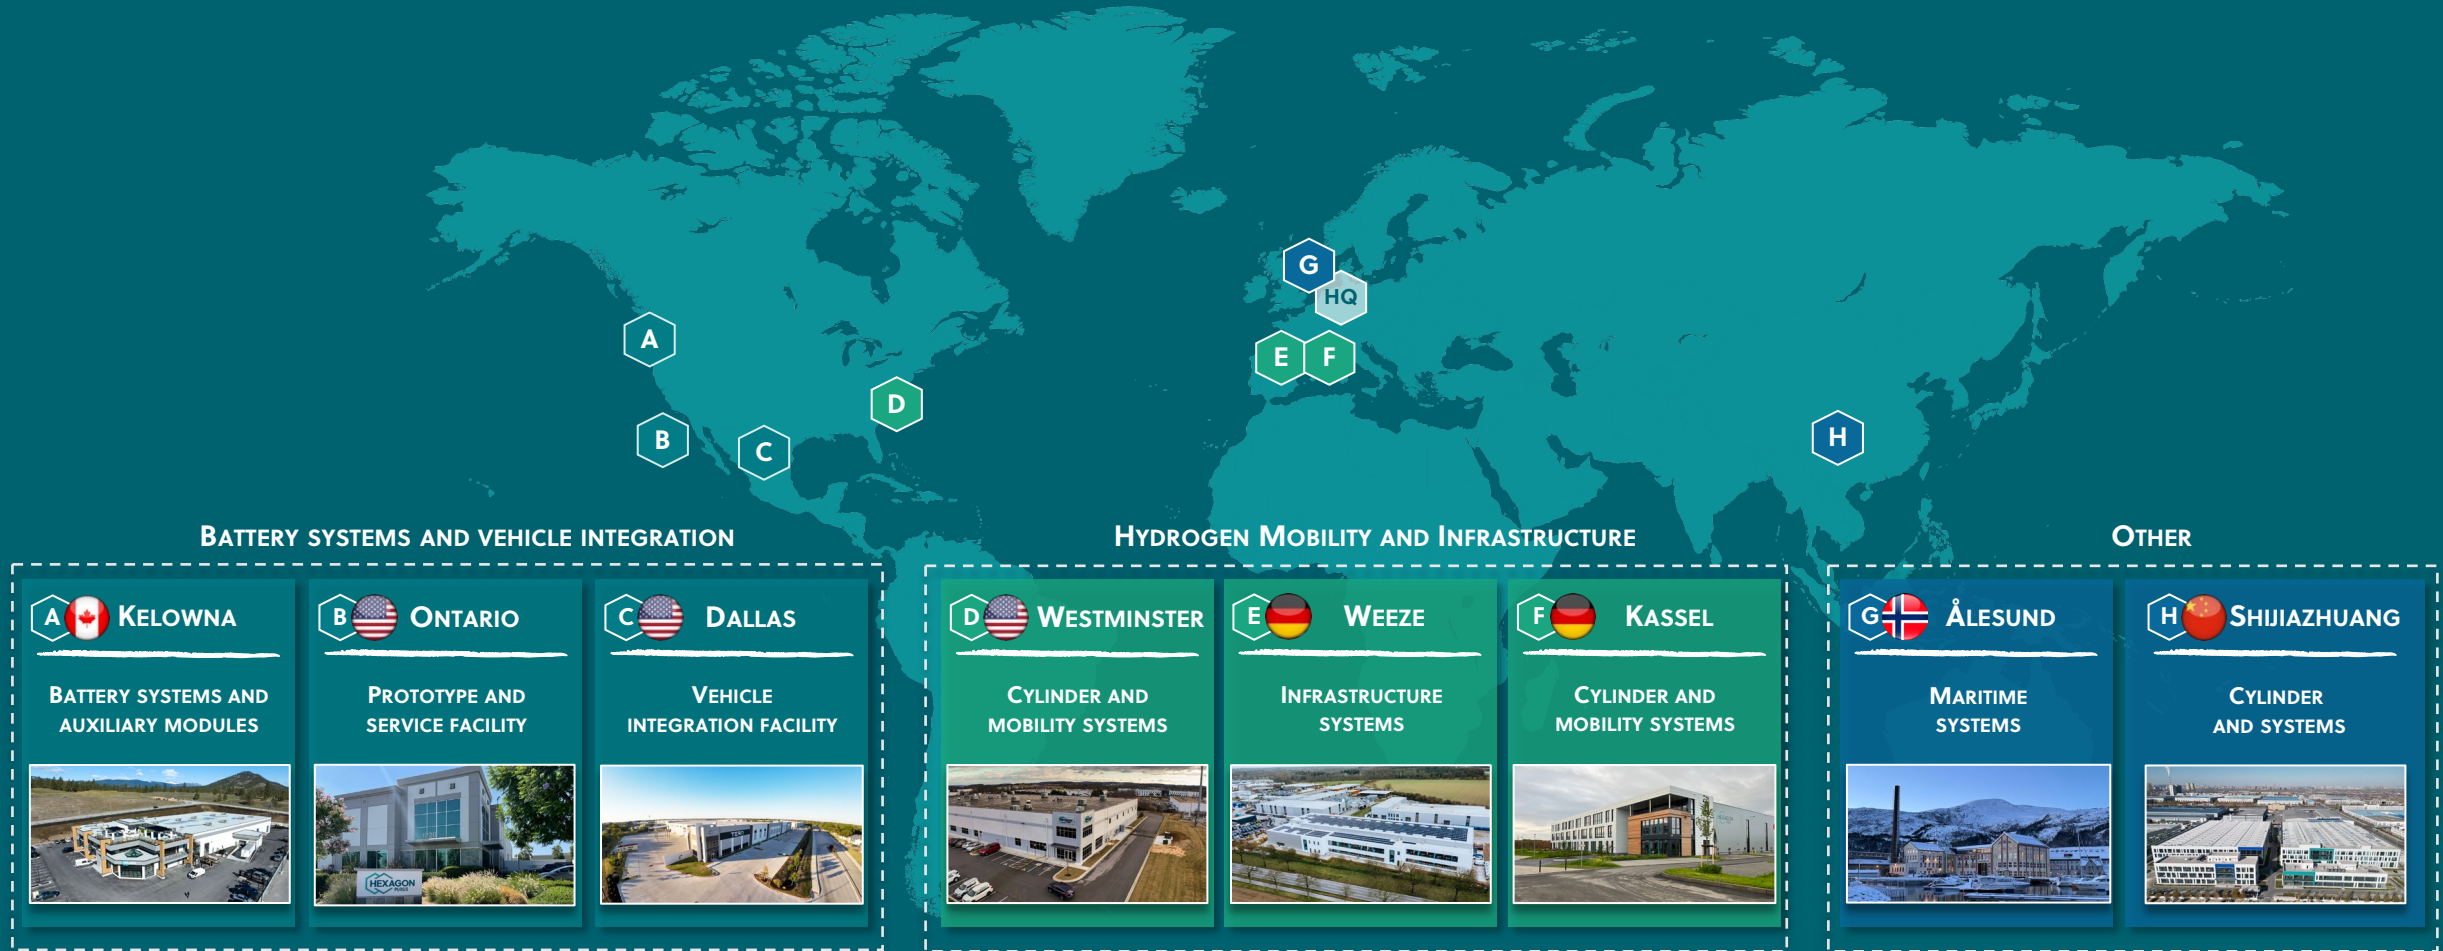 G
HQ
A
E
F
D
B
C
H
BATTERY SYSTEMS AND VEHICLE INTEGRATION
A KELOWNA
BATTERY SYSTEMS AND
AUXILIARY MODULES
B ONTARIO
PROTOTYPE AND
SERVICE FACILITY
HEXAGON
PURUS
C DALLAS
VEHICLE
INTEGRATION FACILITY
HYDROGEN MOBILITY AND INFRASTRUCTURE
D WESTMINSTER
CYLINDER AND
MOBILITY SYSTEMS
E WEEZE
INFRASTRUCTURE
SYSTEMS
F KASSEL
CYLINDER AND
MOBILITY SYSTEMS
OTHER
G ÅLESUND
MARITIME
SYSTEMS
H SHIJIAZHUANG
CYLINDER
AND SYSTEMS